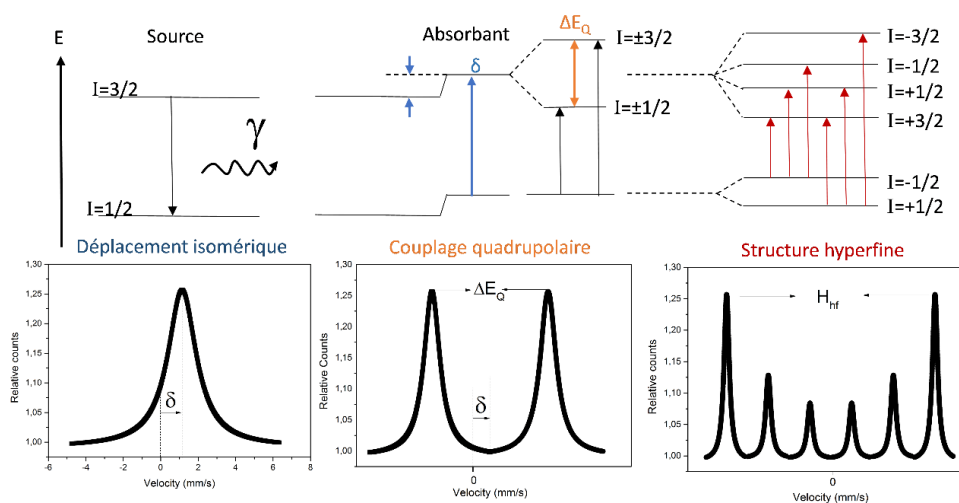 E
Source
I=3/2
γ
I=1/2
Absorbant
δ
ΔE_Q
I=±3/2
I=±1/2
I=-3/2
I=-1/2
I=+1/2
I=+3/2
I=-1/2
I=+1/2
Déplacement isomérique
Couplage quadrupolaire
Structure hyperfine
1,30
1,25
1,20
1,15
1,10
1,05
1,00
Relative counts
δ
-6 -4 -2 0 2 4 6 8
Velocity (mm/s)
1,30
1,25
1,20
1,15
1,10
1,05
1,00
Relative Counts
ΔE_Q
δ
0
Velocity (mm/s)
1,30
1,25
1,20
1,15
1,10
1,05
1,00
Relative counts
H_hf
0
Velocity (mm/s)